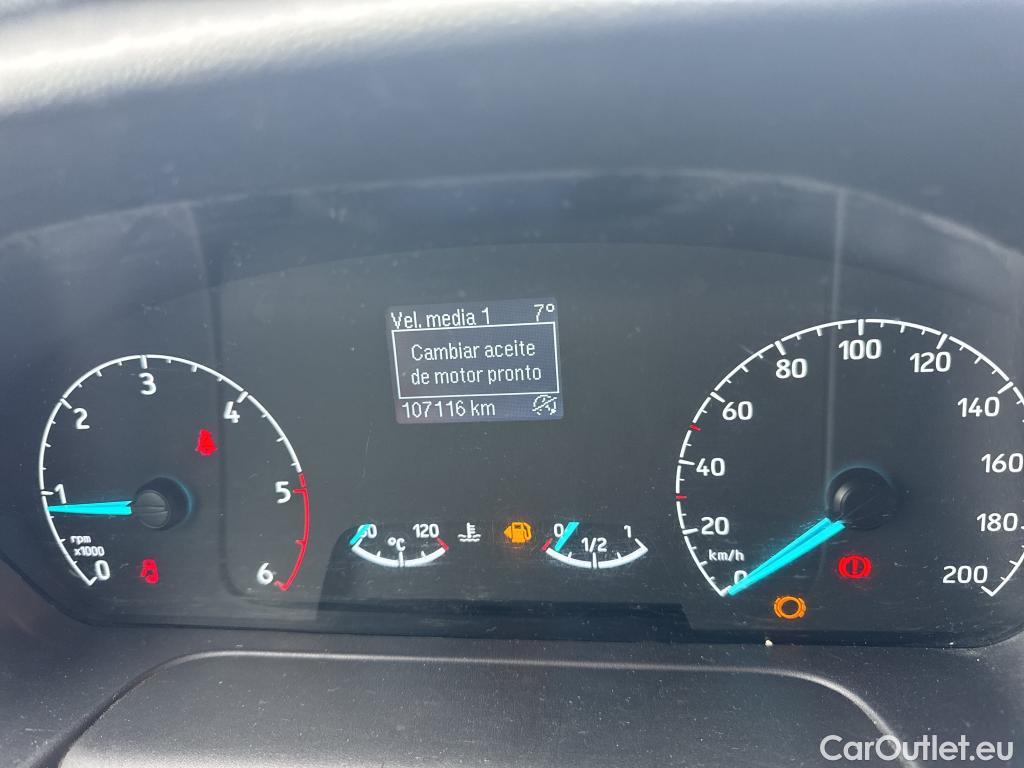 Vel. media 1 7°
Cambiar aceite
de motor pronto
107116 km
0
1
2
3
4
5
6
rpm
x1000
60 120
°C
0 1/2 1
0
20
40
60
80
100
120
140
160
180
200
km/h
CarOutlet.eu